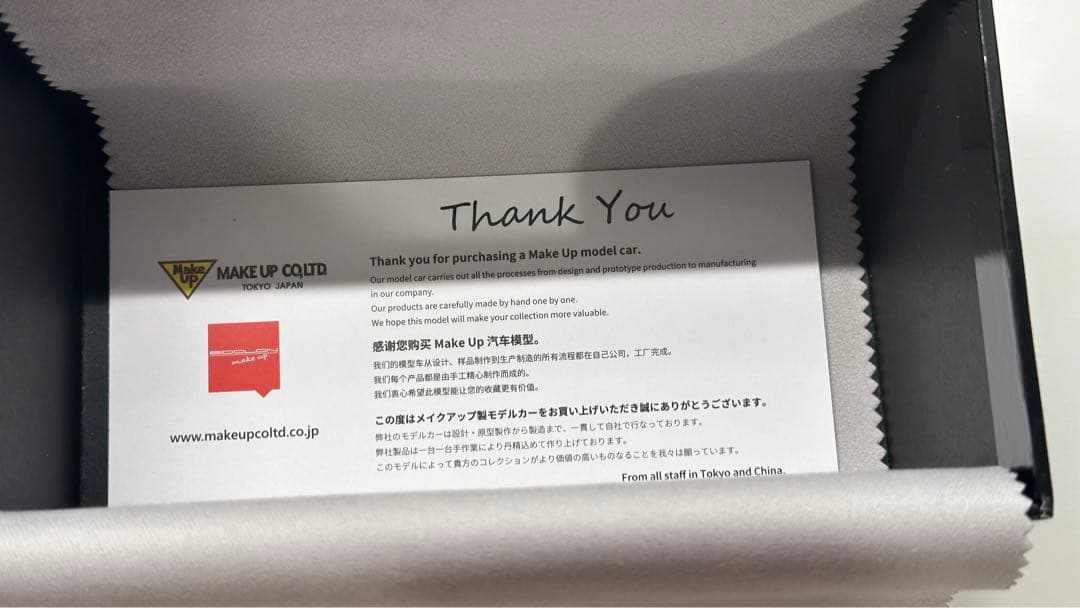 Thank You
Make Up
MAKE UP CO.,LTD.
TOKYO JAPAN
EIDOLON
make up
www.makeupcoltd.co.jp
Thank you for purchasing a Make Up model car.
Our model car carries out all the processes from design and prototype production to manufacturing
in our company.
Our products are carefully made by hand one by one.
We hope this model will make your collection more valuable.
感谢您购买 Make Up 汽车模型。
我们的模型车从设计、样品制作到生产制造的所有流程都在自己公司，工厂完成。
我们每个产品都是由手工精心制作而成的。
我们衷心希望此模型能让您的收藏更有价值。
この度はメイクアップ製モデルカーをお買い上げいただき誠にありがとうございます。
弊社のモデルカーは設計・原型製作から製造まで、一貫して自社で行なっております。
弊社製品は一台一台手作業により丹精込めて作り上げております。
このモデルによって貴方のコレクションがより価値の高いものなることを我々は願っています。
From all staff in Tokyo and China.